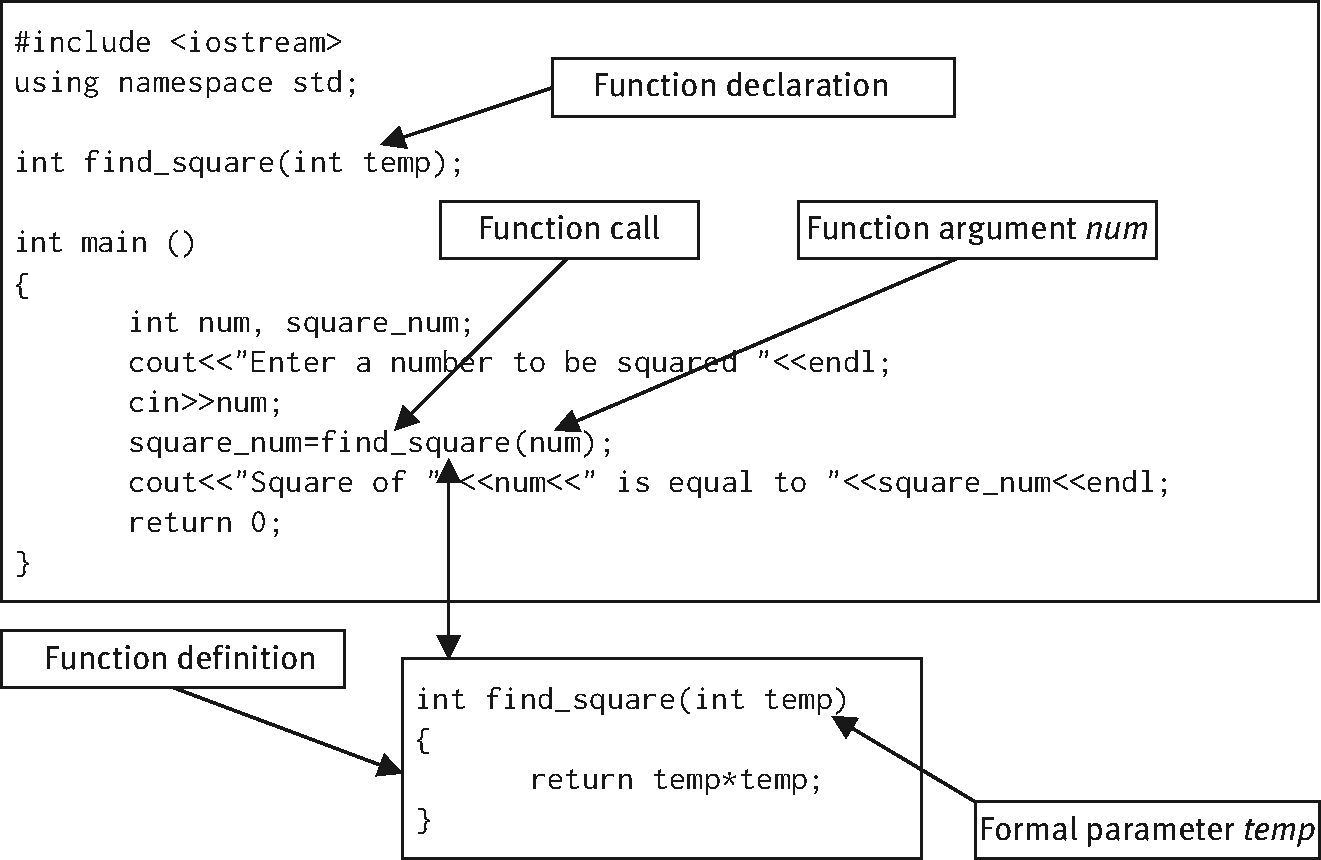 #include <iostream>
using namespace std;
Function declaration
int find_square(int temp);
Function call
Function argument num
int main ()
{
int num, square_num;
cout<<"Enter a number to be squared "<<endl;
cin>>num;
square_num=find_square(num);
cout<<"Square of " <<num<<" is equal to "<<square_num<<endl;
return 0;
}
Function definition
int find_square(int temp)
{
return temp*temp;
}
Formal parameter temp